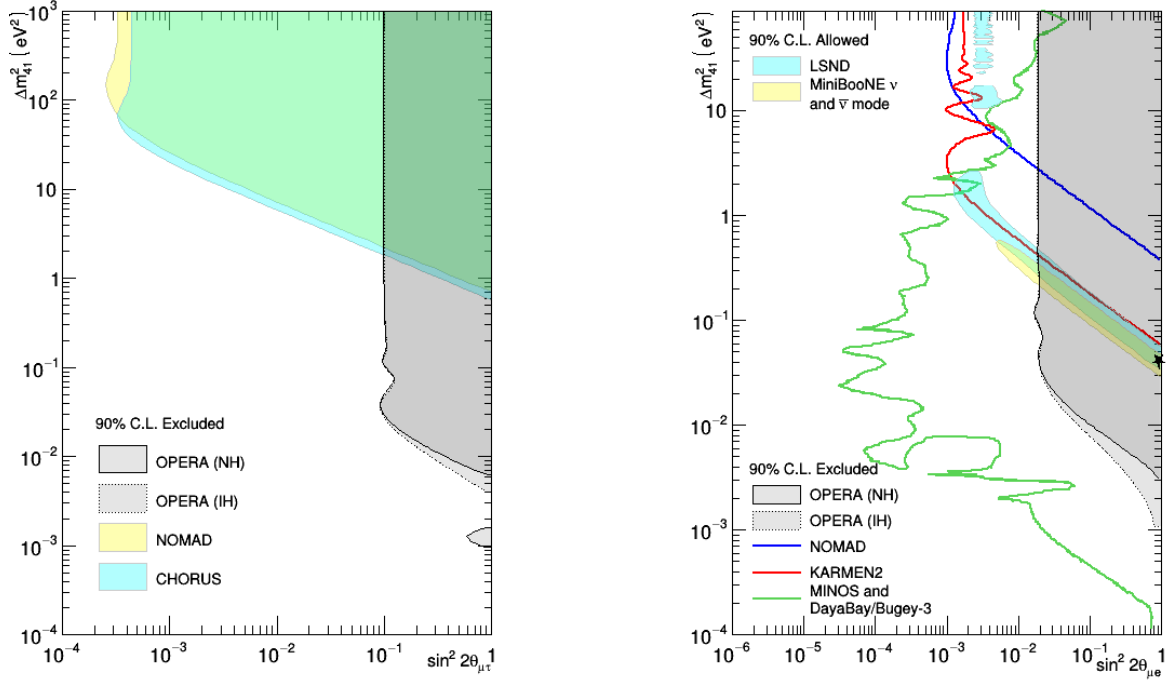 Δm²₄₁ ( eV² )
10³
10²
10
1
10⁻¹
10⁻²
10⁻³
10⁻⁴
90% C.L. Excluded
OPERA (NH)
OPERA (IH)
NOMAD
CHORUS
10⁻⁴
10⁻³
10⁻²
10⁻¹
1
sin² 2θμτ
Δm²₄₁ ( eV² )
10
1
10⁻¹
10⁻²
10⁻³
10⁻⁴
90% C.L. Allowed
LSND
MiniBooNE ν
and ν̅ mode
90% C.L. Excluded
OPERA (NH)
OPERA (IH)
NOMAD
KARMEN2
MINOS and
DayaBay/Bugey-3
10⁻⁶
10⁻⁵
10⁻⁴
10⁻³
10⁻²
10⁻¹
1
sin² 2θμe